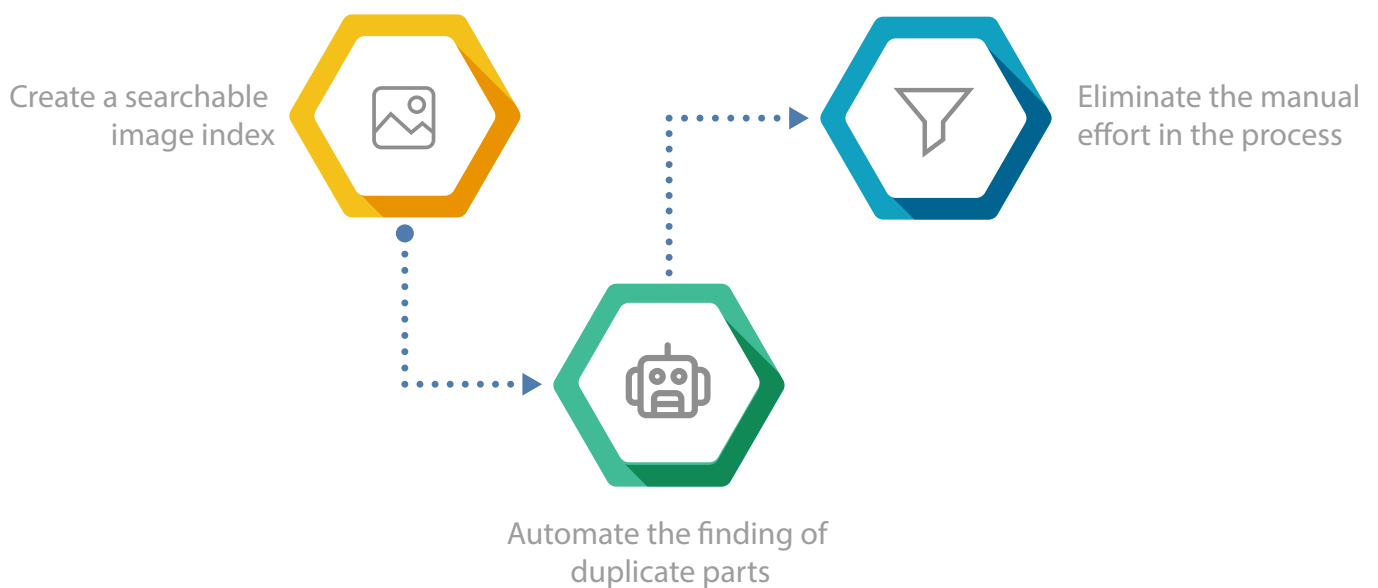 Create a searchable
image index
Automate the finding of
duplicate parts
Eliminate the manual
effort in the process